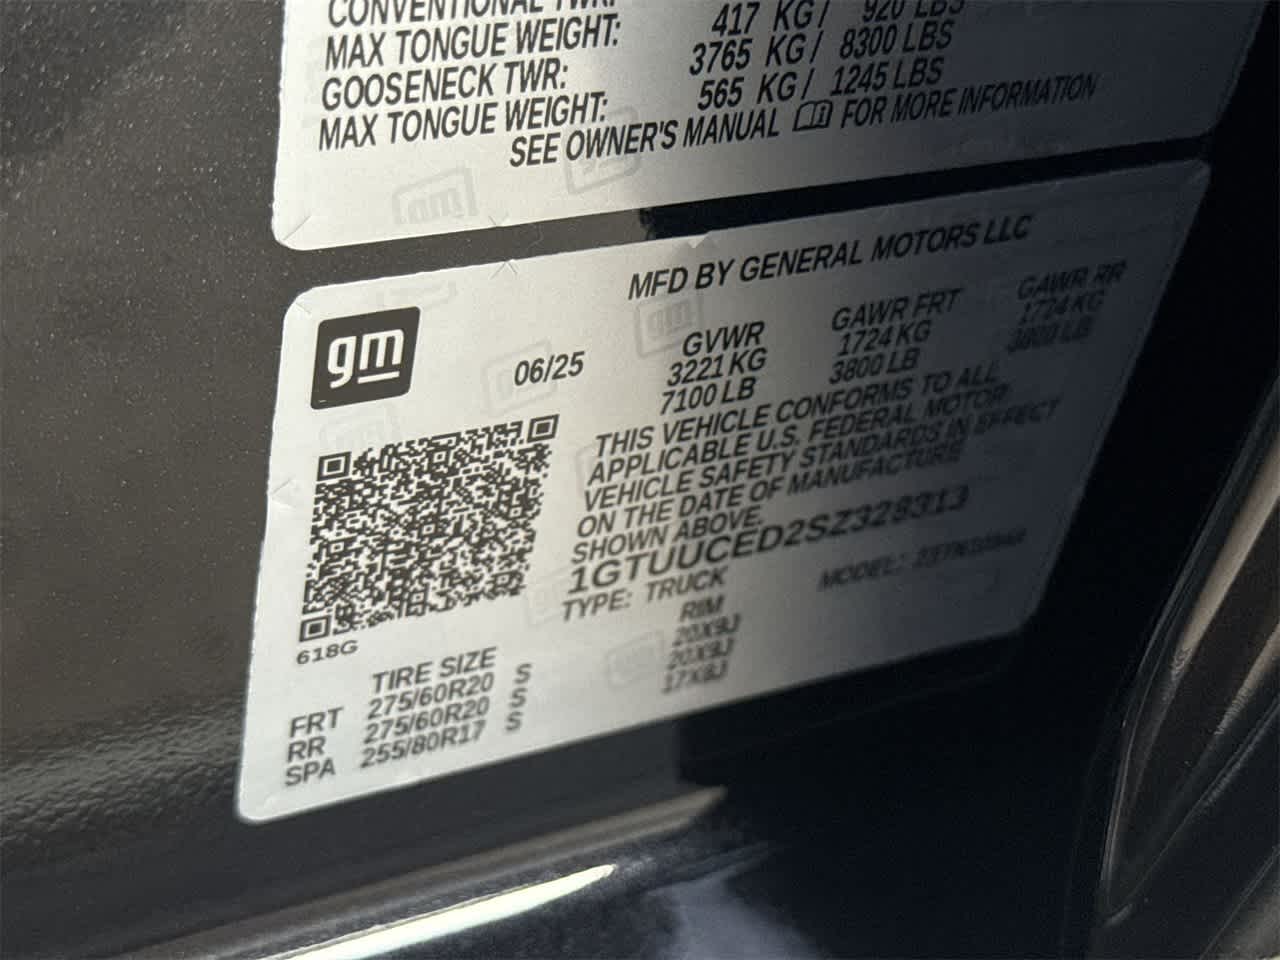 CONVENTIONAL TWR:
MAX TONGUE WEIGHT: 417 KG / 920 LBS
GOOSENECK TWR: 3765 KG / 8300 LBS
MAX TONGUE WEIGHT: 565 KG / 1245 LBS
SEE OWNER'S MANUAL FOR MORE INFORMATION
gm
MFD BY GENERAL MOTORS LLC
gm
06/25
GVWR GAWR FRT GAWR RR
3221 KG 1724 KG 1724 KG
7100 LB 3800 LB 3800 LB
THIS VEHICLE CONFORMS TO ALL
APPLICABLE U.S. FEDERAL MOTOR
VEHICLE SAFETY STANDARDS IN EFFECT
ON THE DATE OF MANUFACTURE
SHOWN ABOVE.
1GTUUCED2SZ328313
TYPE: TRUCK MODEL:
618G
TIRE SIZE RIM
FRT 275/60R20 S 20X9J
RR 275/60R20 S 20X9J
SPA 255/80R17 S 17X8J